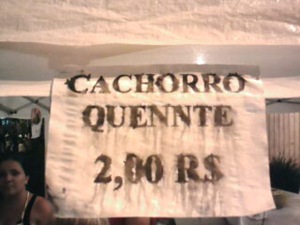 CACHORRO
QUENNTE
2,00 R$